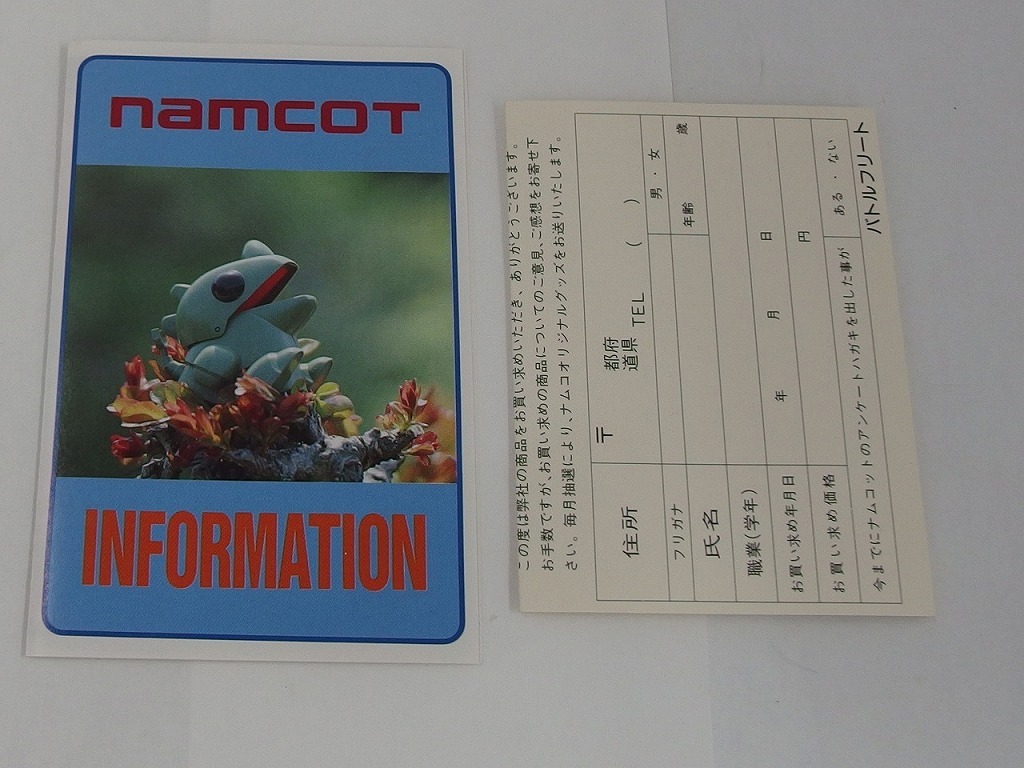 namcoT
INFORMATION
この度は弊社の商品をお買い求めいただき、ありがとうございます。
お手数ですが、お買い求めの商品についてのご意見、ご感想をお寄せ下
さい。毎月抽選により、ナムコオリジナルグッズをお送りいたします。
住所 〒 都府道県 TEL ( )
フリガナ 男・女
氏名 年齢 歳
職業(学年)
お買い求め年月日 年 月 日
お買い求め価格 円
今までにナムコットのアンケートハガキを出した事が ある・ない
バトルフリート